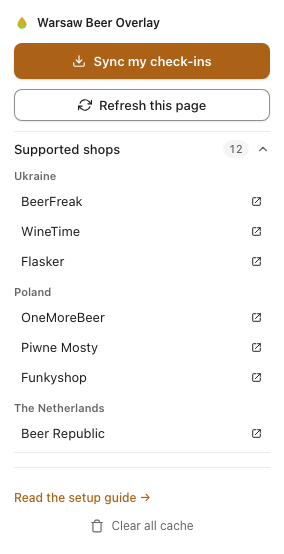 Warsaw Beer Overlay
Sync my check-ins
Refresh this page
Supported shops 12
Ukraine
BeerFreak
WineTime
Flasker
Poland
OneMoreBeer
Piwne Mosty
Funkyshop
The Netherlands
Beer Republic
Read the setup guide →
Clear all cache